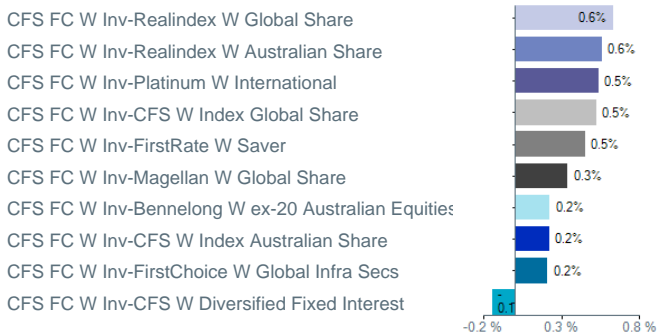 CFS FC W Inv-Realindex W Global Share 0.6%
CFS FC W Inv-Realindex W Australian Share 0.6%
CFS FC W Inv-Platinum W International 0.5%
CFS FC W Inv-CFS W Index Global Share 0.5%
CFS FC W Inv-FirstRate W Saver 0.5%
CFS FC W Inv-Magellan W Global Share 0.3%
CFS FC W Inv-Bennelong W ex-20 Australian Equities 0.2%
CFS FC W Inv-CFS W Index Australian Share 0.2%
CFS FC W Inv-FirstChoice W Global Infra Secs 0.2%
CFS FC W Inv-CFS W Diversified Fixed Interest -
0.1
-0.2 % 0.3 % 0.8 %